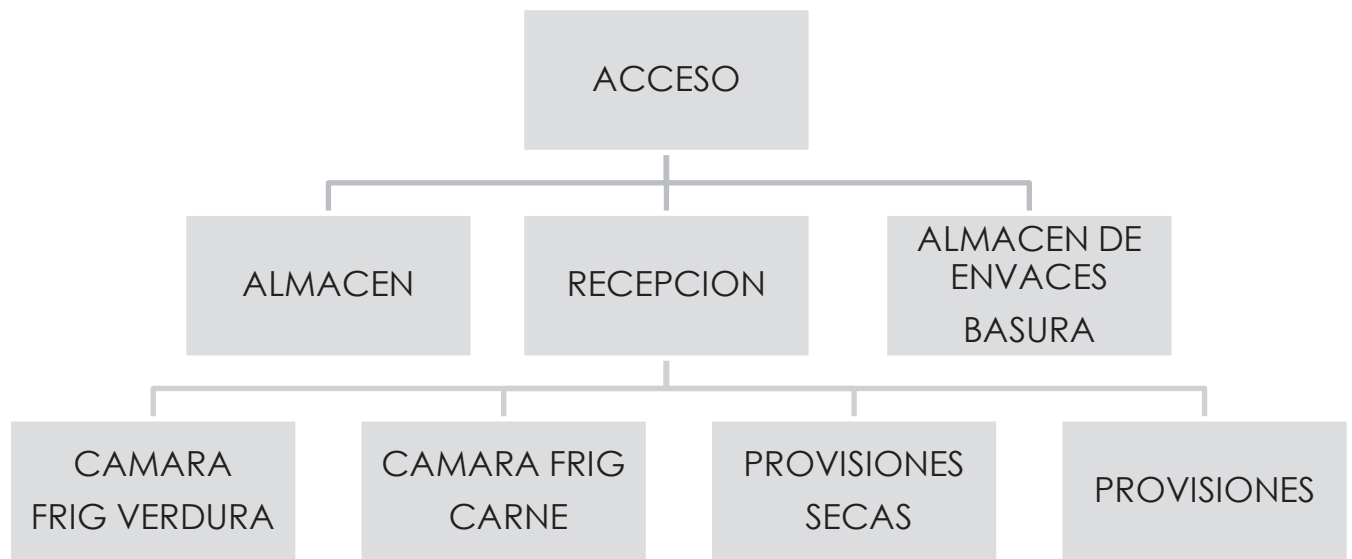 ACCESO
ALMACEN
RECEPCION
ALMACEN DE
ENVACES
BASURA
CAMARA
FRIG VERDURA
CAMARA FRIG
CARNE
PROVISIONES
SECAS
PROVISIONES